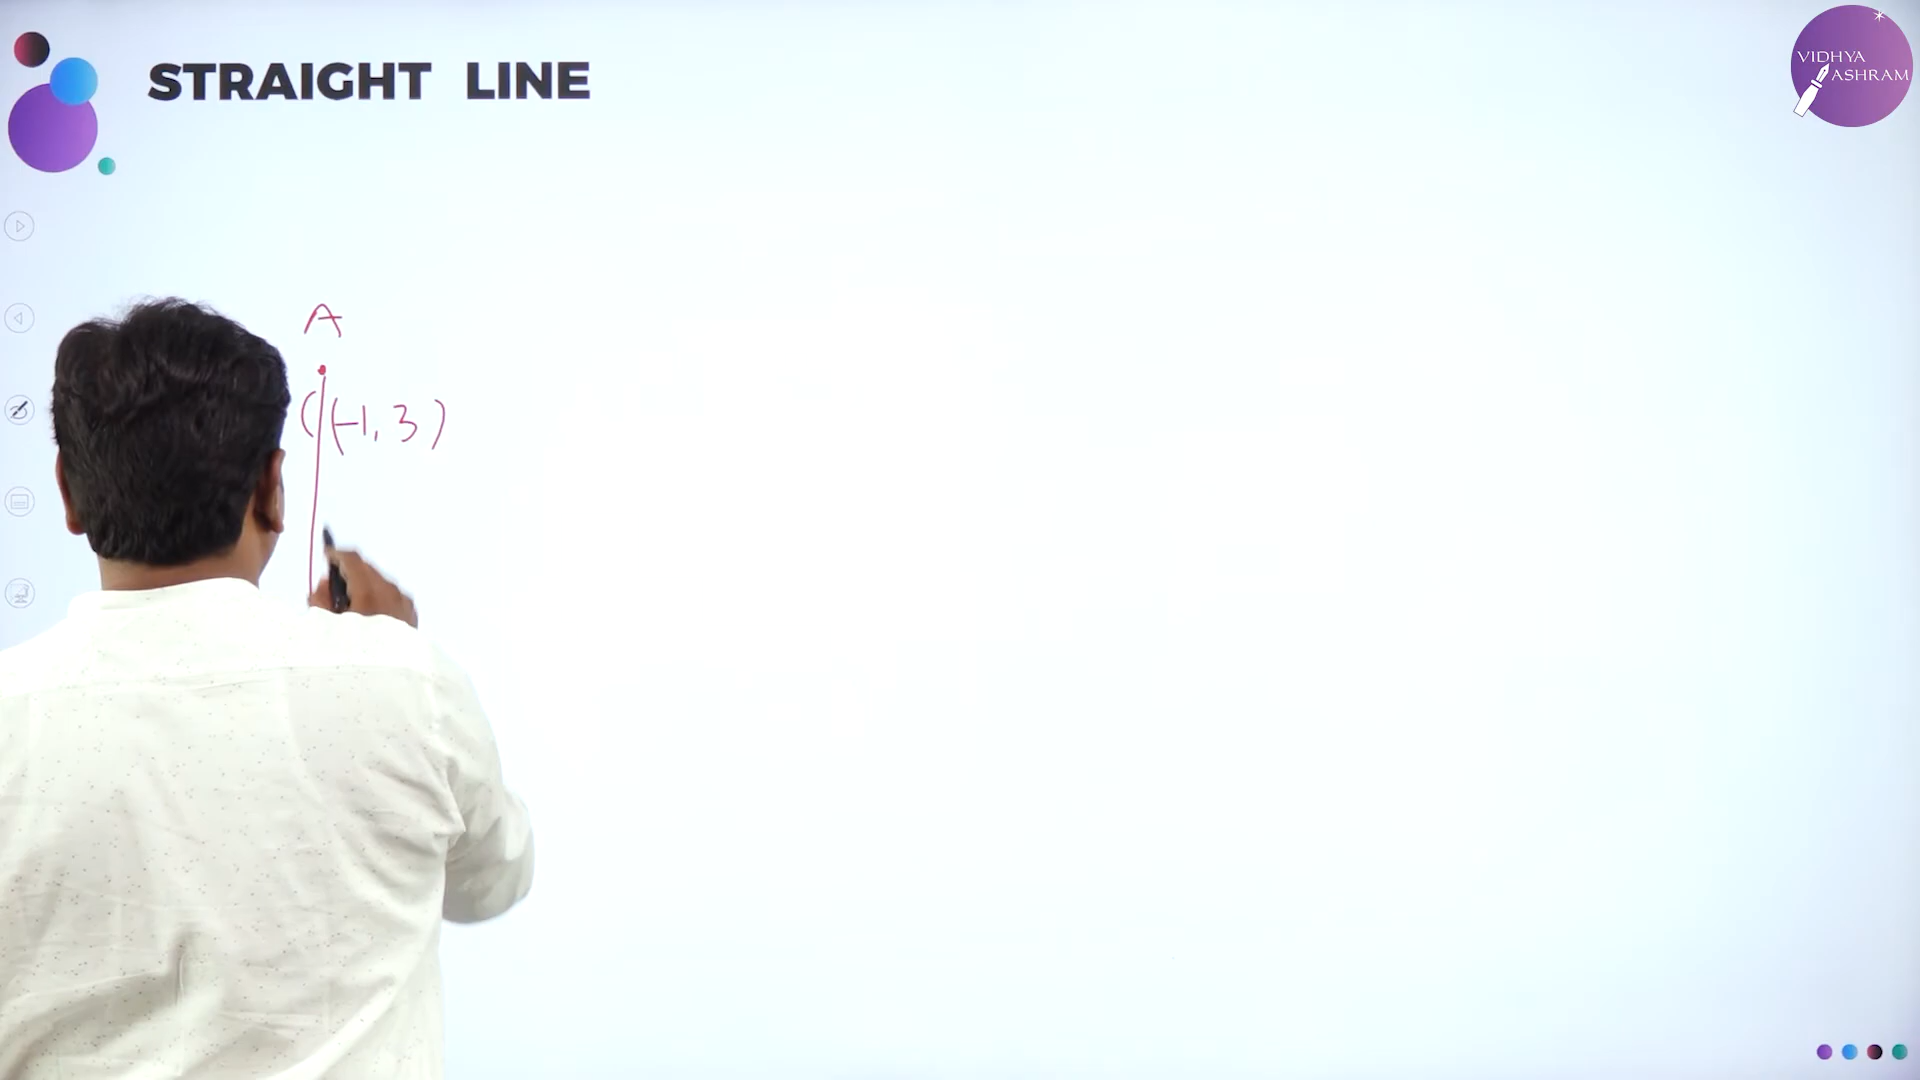 STRAIGHT LINE
VIDHYA
ASHRAM
A
(-1, 3)